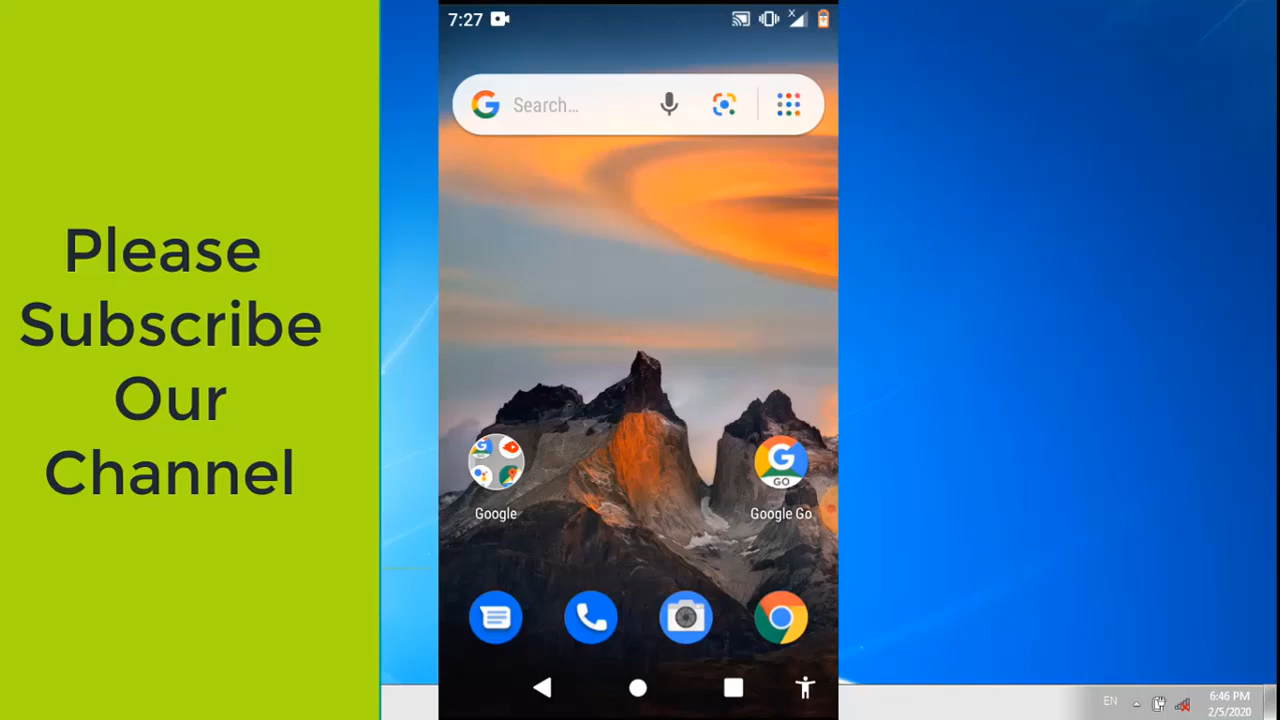 Please
Subscribe
Our
Channel
7:27
x
G Search...
Google
GO
Google Go
EN
6:46 PM
2/5/2020